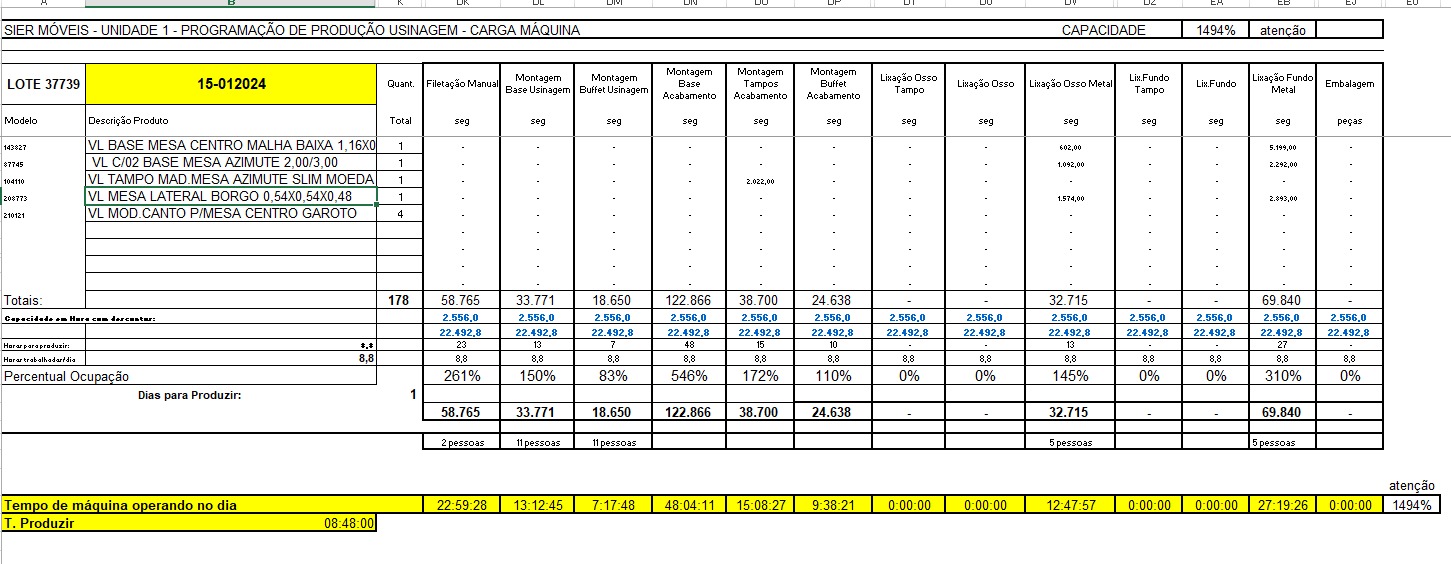 A B K DK DL DM DN DO DP DT DU DV DZ EA EB EJ EU
SIER MÓVEIS - UNIDADE 1 - PROGRAMAÇÃO DE PRODUÇÃO USINAGEM - CARGA MÁQUINA CAPACIDADE 1494% atenção
LOTE 37739 15-012024 Quant. Filetação Manual Montagem Base Usinagem Montagem Buffet Usinagem Montagem Base Acabamento Montagem Tampos Acabamento Montagem Buffet Acabamento Lixação Osso Tampo Lixação Osso Lixação Osso Metal Lix.Fundo Tampo Lix.Fundo Lixação Fundo Metal Embalagem
Modelo Descrição Produto Total seg seg seg seg seg seg seg seg seg seg seg seg peças
143827 VL BASE MESA CENTRO MALHA BAIXA 1,16X0 1 - - - - - - - - 602,00 - - 5.199,00 -
87745 VL C/02 BASE MESA AZIMUTE 2,00/3,00 1 - - - - - - - - 1.092,00 - - 2.292,00 -
104110 VL TAMPO MAD.MESA AZIMUTE SLIM MOEDA 1 - - - - 2.022,00 - - - - - - - -
208773 VL MESA LATERAL BORGO 0,54X0,54X0,48 1 - - - - - - - - 1.574,00 - - 2.893,00 -
210121 VL MOD.CANTO P/MESA CENTRO GAROTO 4 - - - - - - - - - - - - -
- - - - - - - - - - - - -
- - - - - - - - - - - - -
- - - - - - - - - - - - -
- - - - - - - - - - - - -
Totais: 178 58.765 33.771 18.650 122.866 38.700 24.638 - - 32.715 - - 69.840 -
Capacidade em Hora com descontar: 2.556,0 2.556,0 2.556,0 2.556,0 2.556,0 2.556,0 2.556,0 2.556,0 2.556,0 2.556,0 2.556,0 2.556,0 2.556,0
22.492,8 22.492,8 22.492,8 22.492,8 22.492,8 22.492,8 22.492,8 22.492,8 22.492,8 22.492,8 22.492,8 22.492,8 22.492,8
Horas para produzir: 8,8 23 13 7 48 15 10 - - 13 - - 27 -
Horas trabalhadas/dia 8,8 8,8 8,8 8,8 8,8 8,8 8,8 8,8 8,8 8,8 8,8 8,8 8,8 8,8
Percentual Ocupação 261% 150% 83% 546% 172% 110% 0% 0% 145% 0% 0% 310% 0%
Dias para Produzir: 1
58.765 33.771 18.650 122.866 38.700 24.638 - - 32.715 - - 69.840 -
2 pessoas 11 pessoas 11 pessoas 5 pessoas 5 pessoas
atenção
Tempo de máquina operando no dia 22:59:28 13:12:45 7:17:48 48:04:11 15:08:27 9:38:21 0:00:00 0:00:00 12:47:57 0:00:00 0:00:00 27:19:26 0:00:00 1494%
T. Produzir 08:48:00